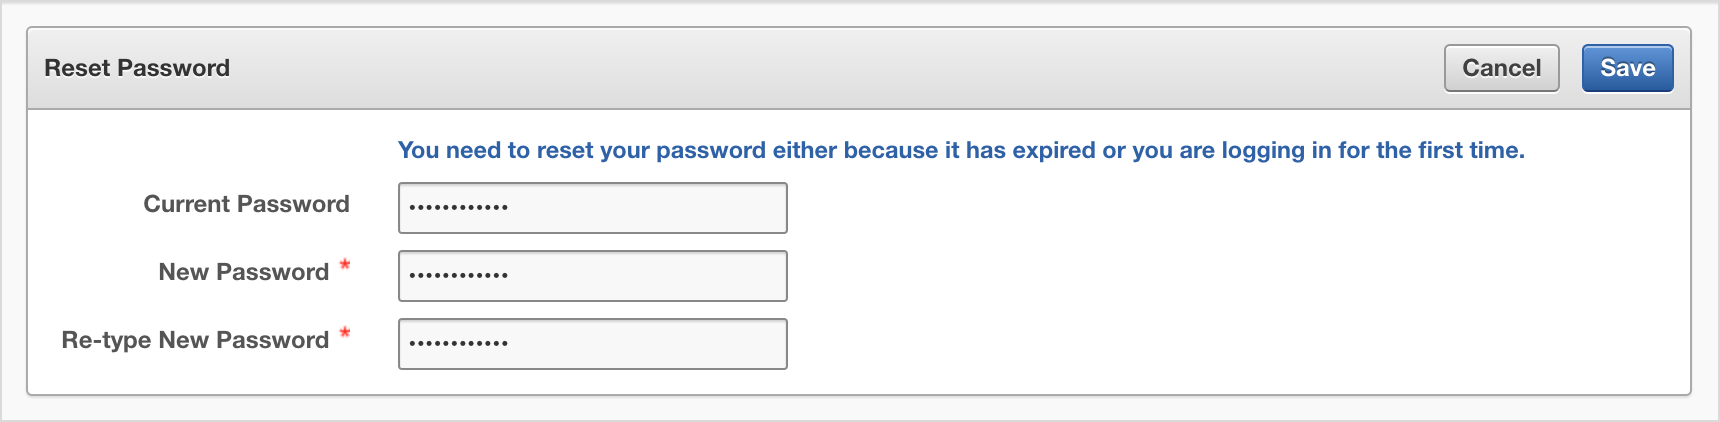 Reset Password
Cancel
Save
You need to reset your password either because it has expired or you are logging in for the first time.
Current Password
••••••••••••
New Password *
••••••••••••
Re-type New Password *
••••••••••••